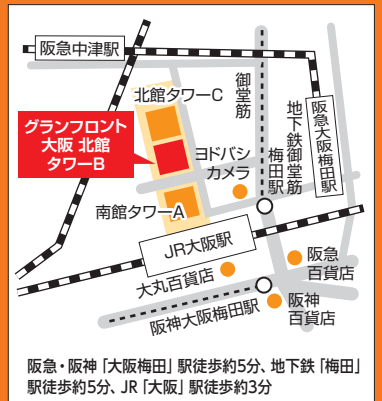 阪急中津駅
北館タワーC
グランフロント
大阪 北館
タワーB
御堂筋
ヨドバシ
カメラ
梅田駅
地下鉄御堂筋
阪急大阪梅田駅
南館タワーA
JR大阪駅
大丸百貨店
阪急
百貨店
阪神大阪梅田駅
阪神
百貨店
阪急・阪神「大阪梅田」駅徒歩約5分、地下鉄「梅田」
駅徒歩約5分、JR「大阪」駅徒歩約3分